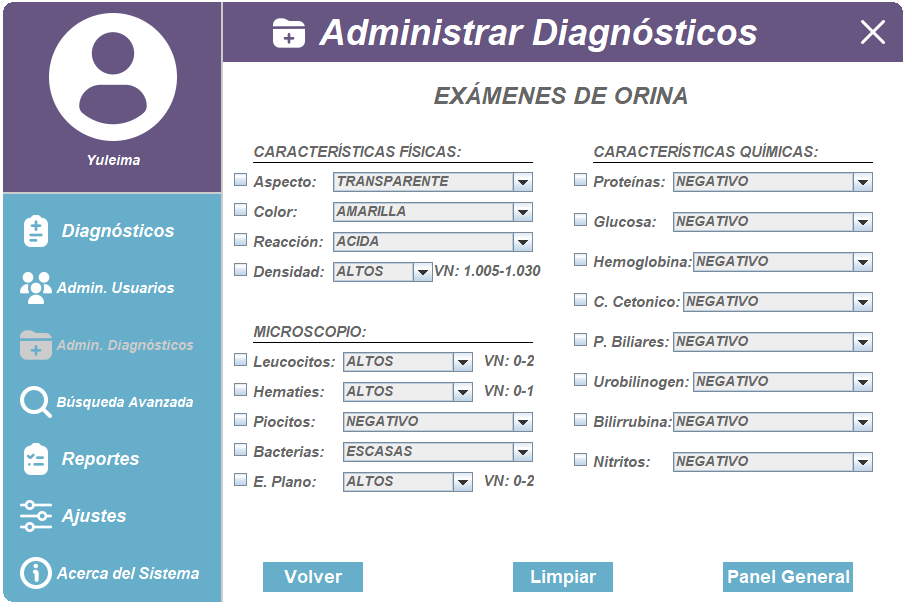 Administrar Diagnósticos
Yuleima
Diagnósticos
Admin. Usuarios
Admin. Diagnósticos
Búsqueda Avanzada
Reportes
Ajustes
Acerca del Sistema
EXÁMENES DE ORINA
CARACTERÍSTICAS FÍSICAS:
Aspecto: TRANSPARENTE
Color: AMARILLA
Reacción: ACIDA
Densidad: ALTOS VN: 1.005-1.030
MICROSCOPIO:
Leucocitos: ALTOS VN: 0-2
Hematies: ALTOS VN: 0-1
Piocitos: NEGATIVO
Bacterias: ESCASAS
E. Plano: ALTOS VN: 0-2
CARACTERÍSTICAS QUÍMICAS:
Proteínas: NEGATIVO
Glucosa: NEGATIVO
Hemoglobina: NEGATIVO
C. Cetonico: NEGATIVO
P. Biliares: NEGATIVO
Urobilinogen: NEGATIVO
Bilirrubina: NEGATIVO
Nitritos: NEGATIVO
Volver
Limpiar
Panel General